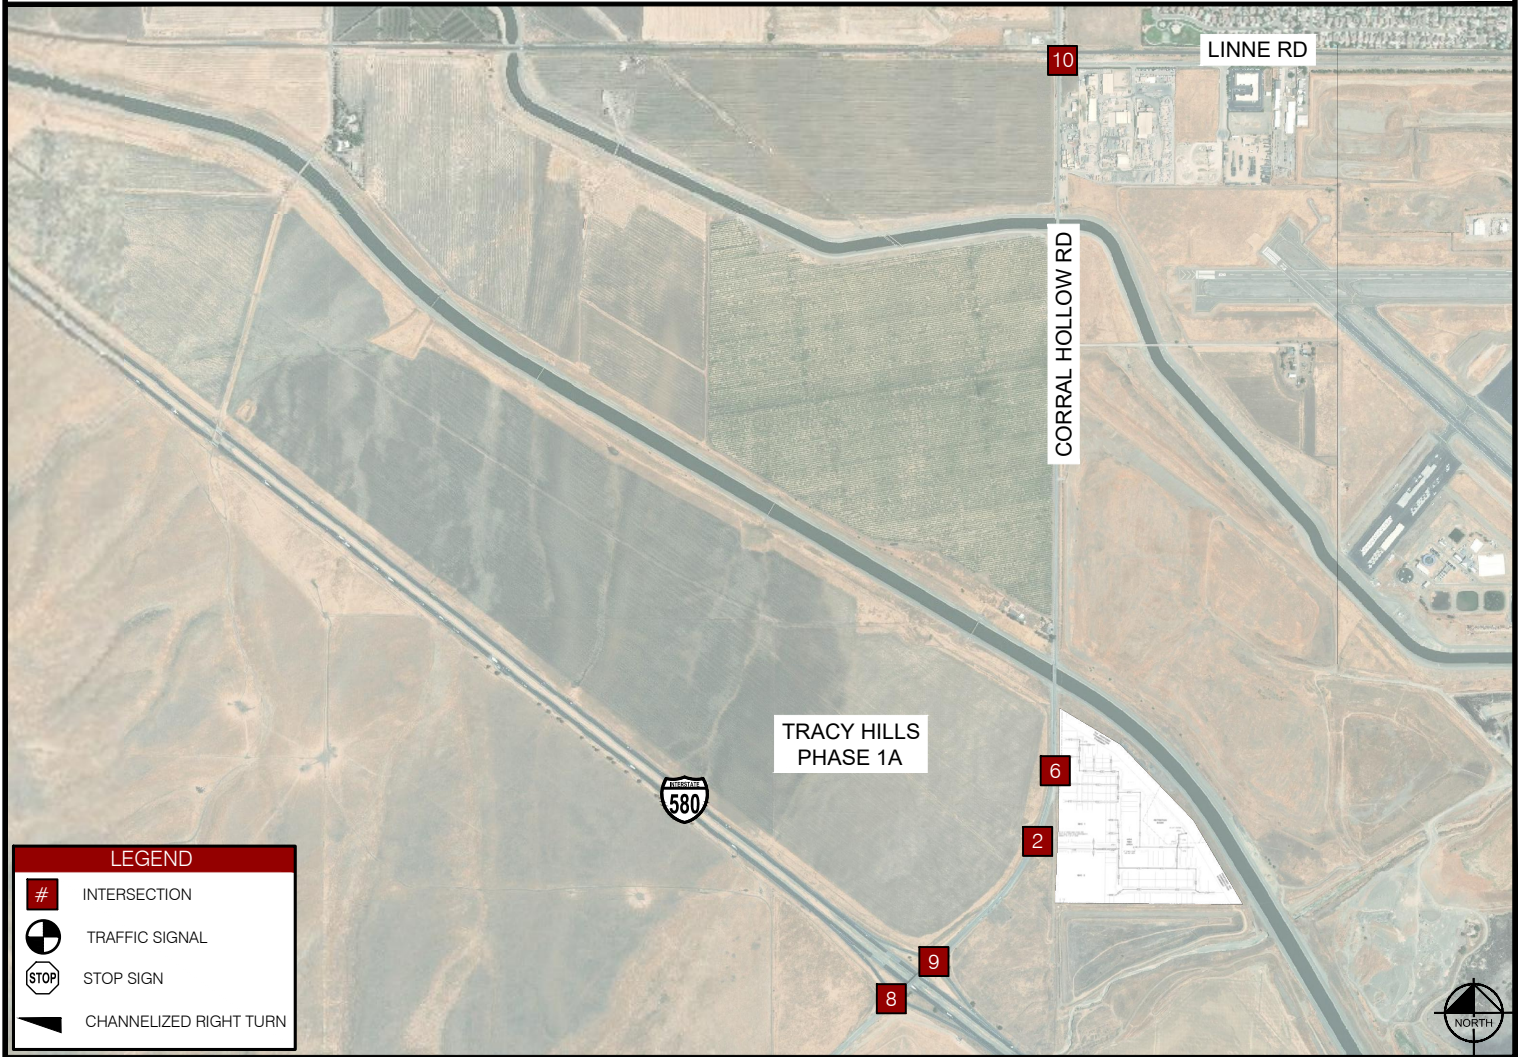 10
LINNE RD
CORRAL HOLLOW RD
TRACY HILLS
PHASE 1A
6
INTERSTATE
580
2
9
8
LEGEND
# INTERSECTION
TRAFFIC SIGNAL
STOP STOP SIGN
CHANNELIZED RIGHT TURN
NORTH